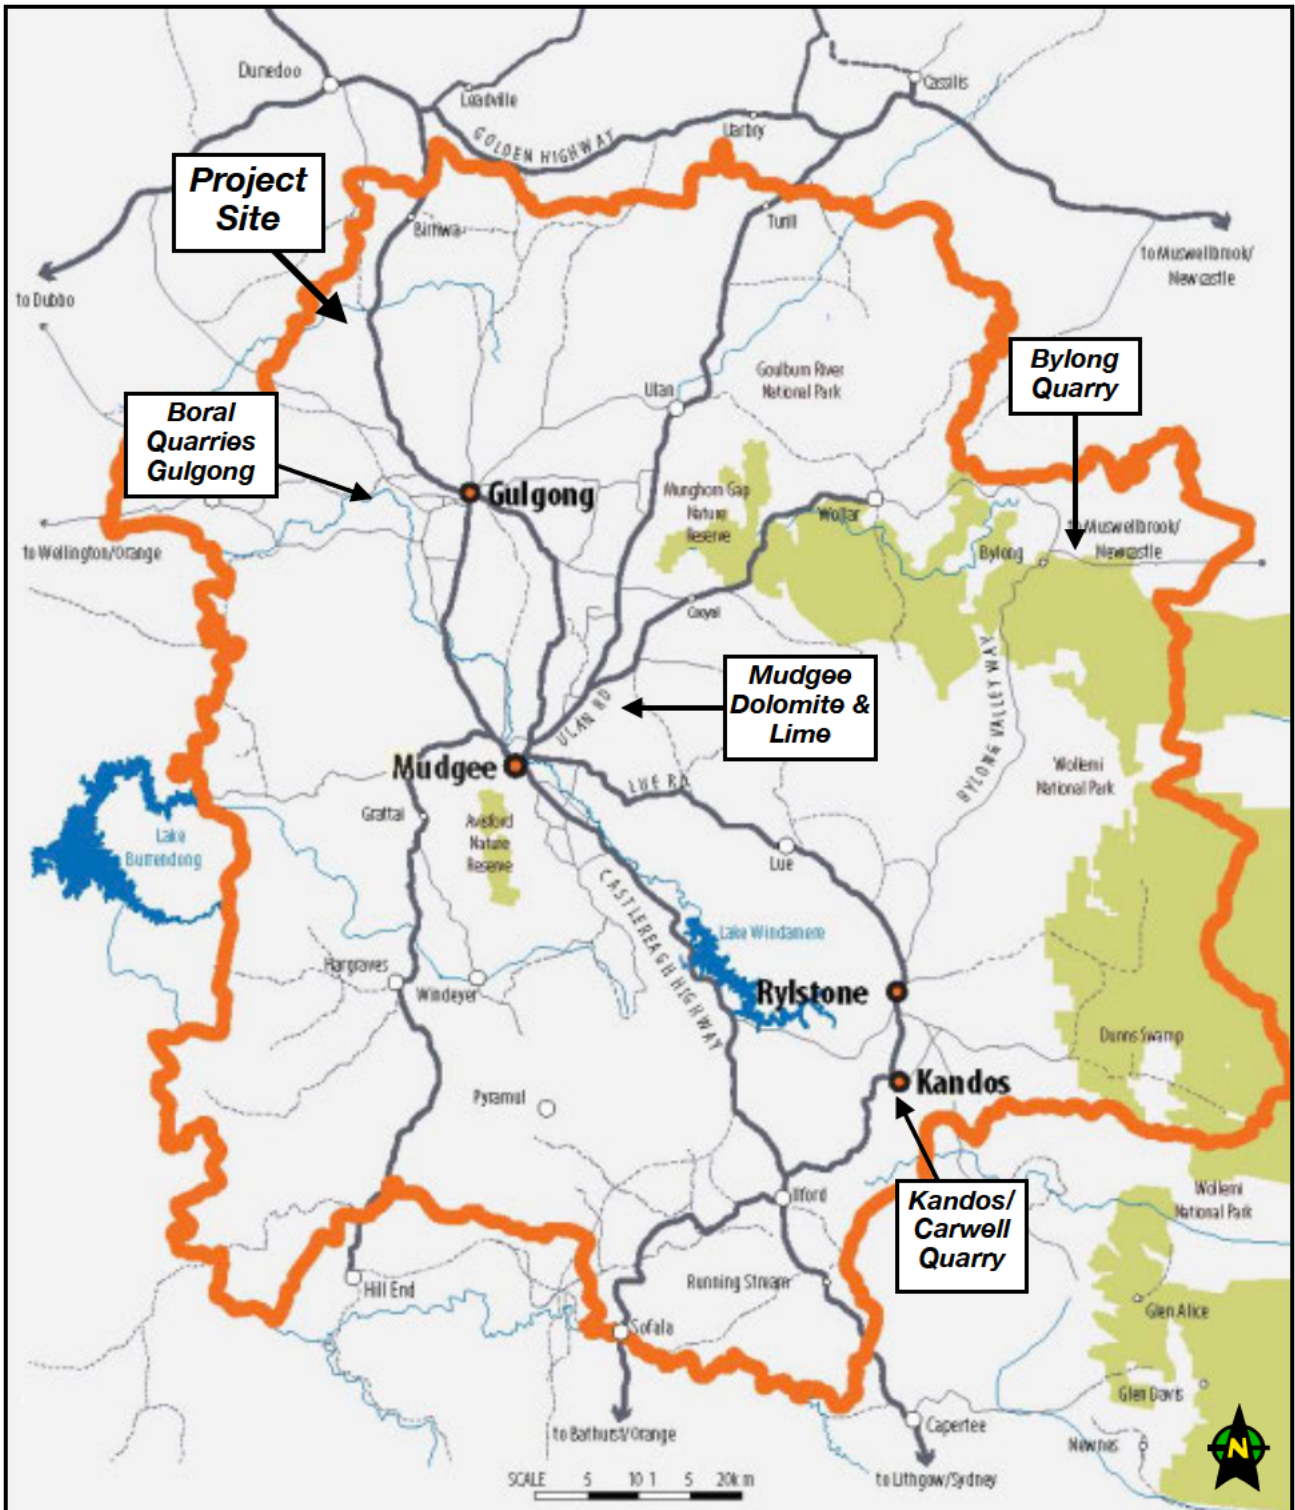 Dunedoo
Cassilis
Leadville
Uarbry
GOLDEN HIGHWAY
Project
Site
Birriwa
Turill
to Muswellbrook/
Newcastle
to Dubbo
Bylong
Quarry
Goulburn River
National Park
Ulan
Boral
Quarries
Gulgong
Gulgong
Munghorn Gap
Nature
Reserve
Wollar
to Muswellbrook/
Newcastle
to Wellington/Orange
Bylong
Cooyal
BYLONG VALLEY WAY
Mudgee
Dolomite &
Lime
ULAN RD
Mudgee
LUE RD
Wollemi
National Park
Grattai
Avisford
Nature
Reserve
Lake
Burrendong
Lue
CASTLEREAGH HIGHWAY
Lake Windamere
Hargraves
Windeyer
Rylstone
Dunns Swamp
Kandos
Pyramul
Ilford
Kandos/
Carwell
Quarry
Wollemi
National Park
Hill End
Running Stream
Glen Alice
Sofala
Glen Davis
Capertee
Newnes
to Bathurst/Orange
N
SCALE 5 10 1 5 20km
to Lithgow/Sydney